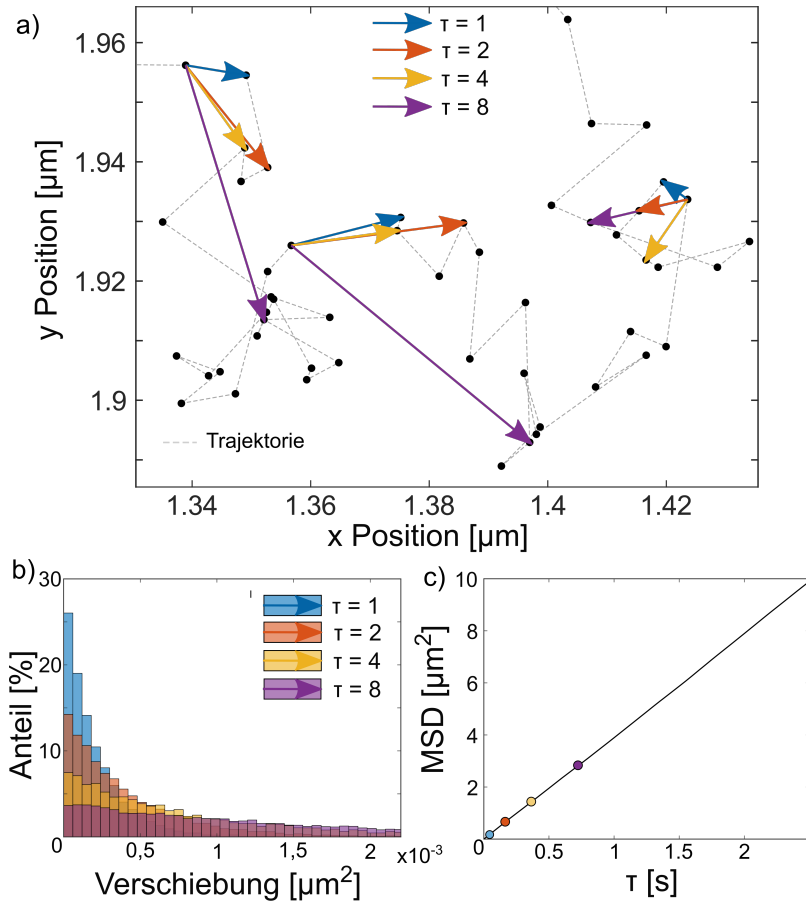 a)
1.96
1.94
1.92
1.9
y Position [µm]
τ = 1
τ = 2
τ = 4
τ = 8
Trajektorie
1.34 1.36 1.38 1.4 1.42
x Position [µm]
b)
30
20
10
0
Anteil [%]
τ = 1
τ = 2
τ = 4
τ = 8
0 0,5 1 1,5 2 x10⁻³
Verschiebung [µm²]
c)
10
8
6
4
2
MSD [µm²]
0 0.5 1 1.5 2
τ [s]